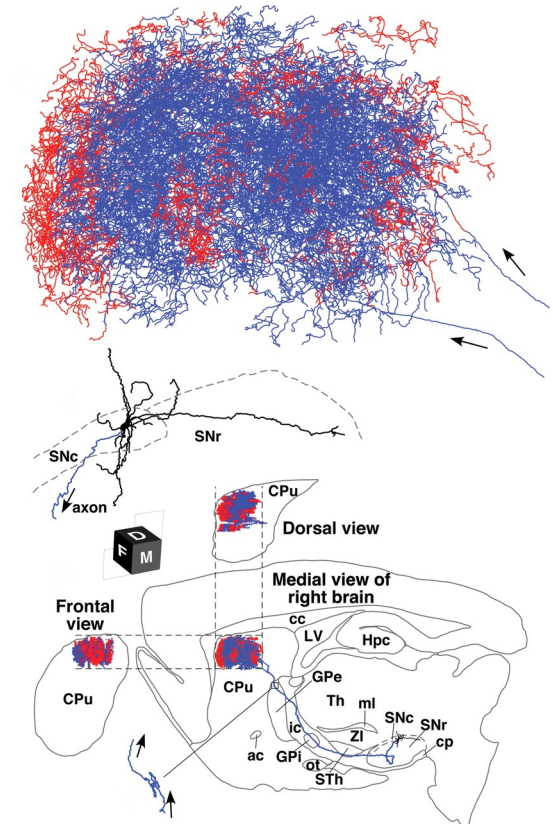 SNr
SNc
axon
D
F
M
CPu
Dorsal view
Medial view of
right brain
Frontal
view
cc
LV
Hpc
CPu
CPu
GPe
Th
ml
SNc
SNr
ic
ZI
cp
ac
GPi
ot
STh